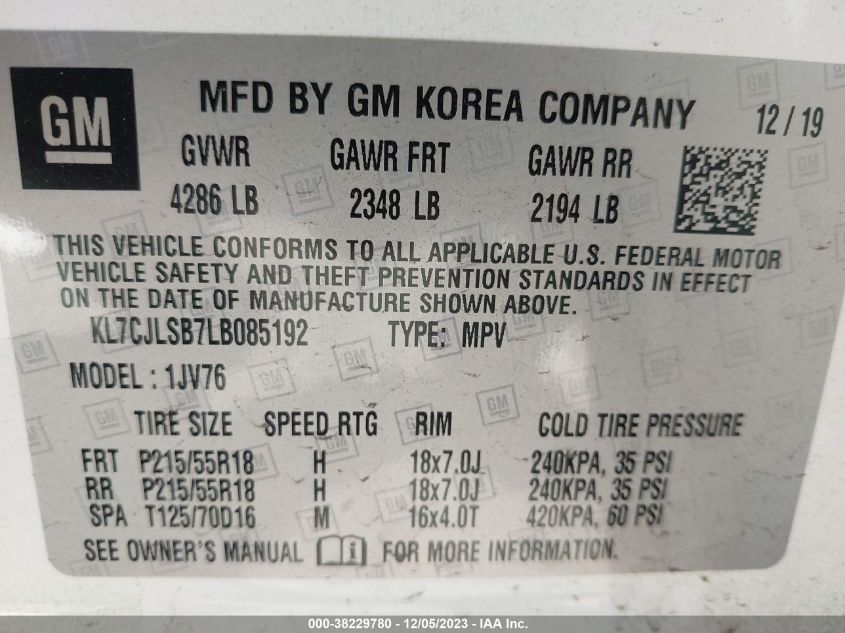 GM
MFD BY GM KOREA COMPANY 12/19
GVWR GAWR FRT GAWR RR
4286 LB 2348 LB 2194 LB
THIS VEHICLE CONFORMS TO ALL APPLICABLE U.S. FEDERAL MOTOR
VEHICLE SAFETY AND THEFT PREVENTION STANDARDS IN EFFECT
ON THE DATE OF MANUFACTURE SHOWN ABOVE.
KL7CJLSB7LB085192 TYPE: MPV
MODEL : 1JV76
TIRE SIZE SPEED RTG RIM COLD TIRE PRESSURE
FRT P215/55R18 H 18x7.0J 240KPA, 35 PSI
RR P215/55R18 H 18x7.0J 240KPA, 35 PSI
SPA T125/70D16 M 16x4.0T 420KPA, 60 PSI
SEE OWNER'S MANUAL FOR MORE INFORMATION.
000-38229780 - 12/05/2023 - IAA Inc.